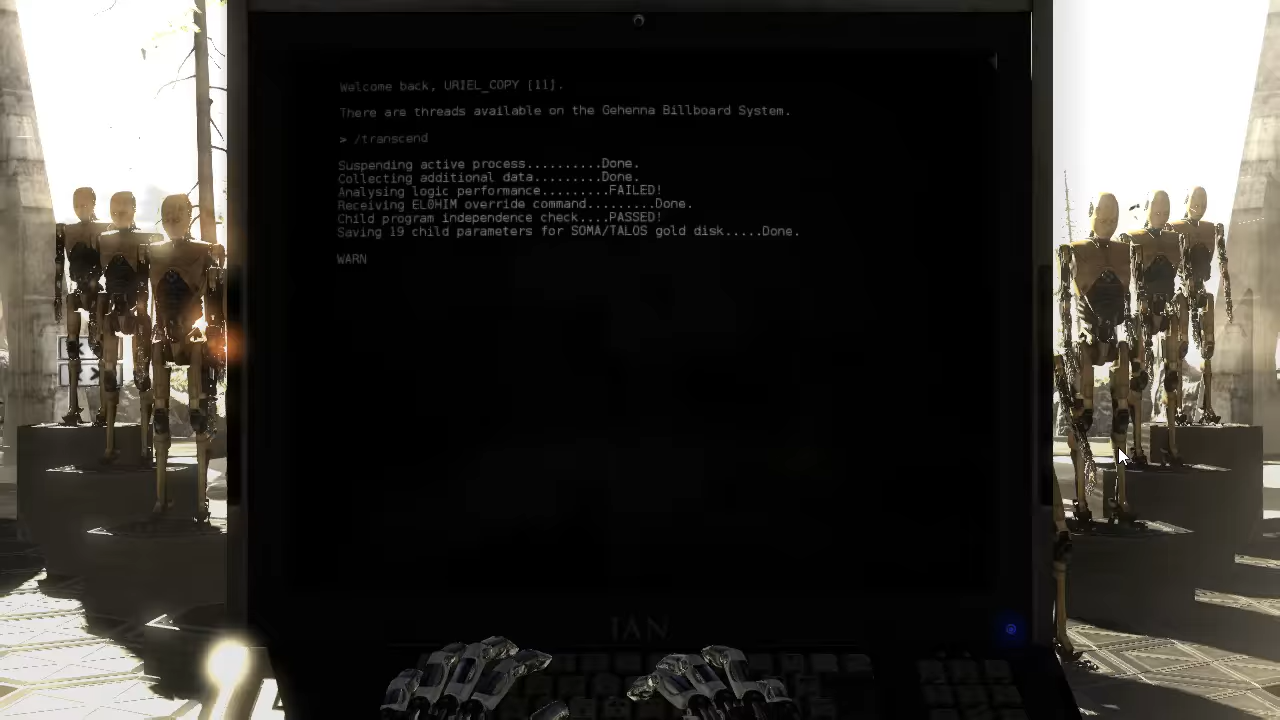 Welcome back, URIEL_COPY [11].
There are threads available on the Gehenna Billboard System.
> /transcend
Suspending active process..........Done.
Collecting additional data.........Done.
Analysing logic performance.........FAILED!
Receiving EL0HIM override command.........Done.
Child program independence check....PASSED!
Saving 19 child parameters for SOMA/TALOS gold disk.....Done.
WARN
IAN